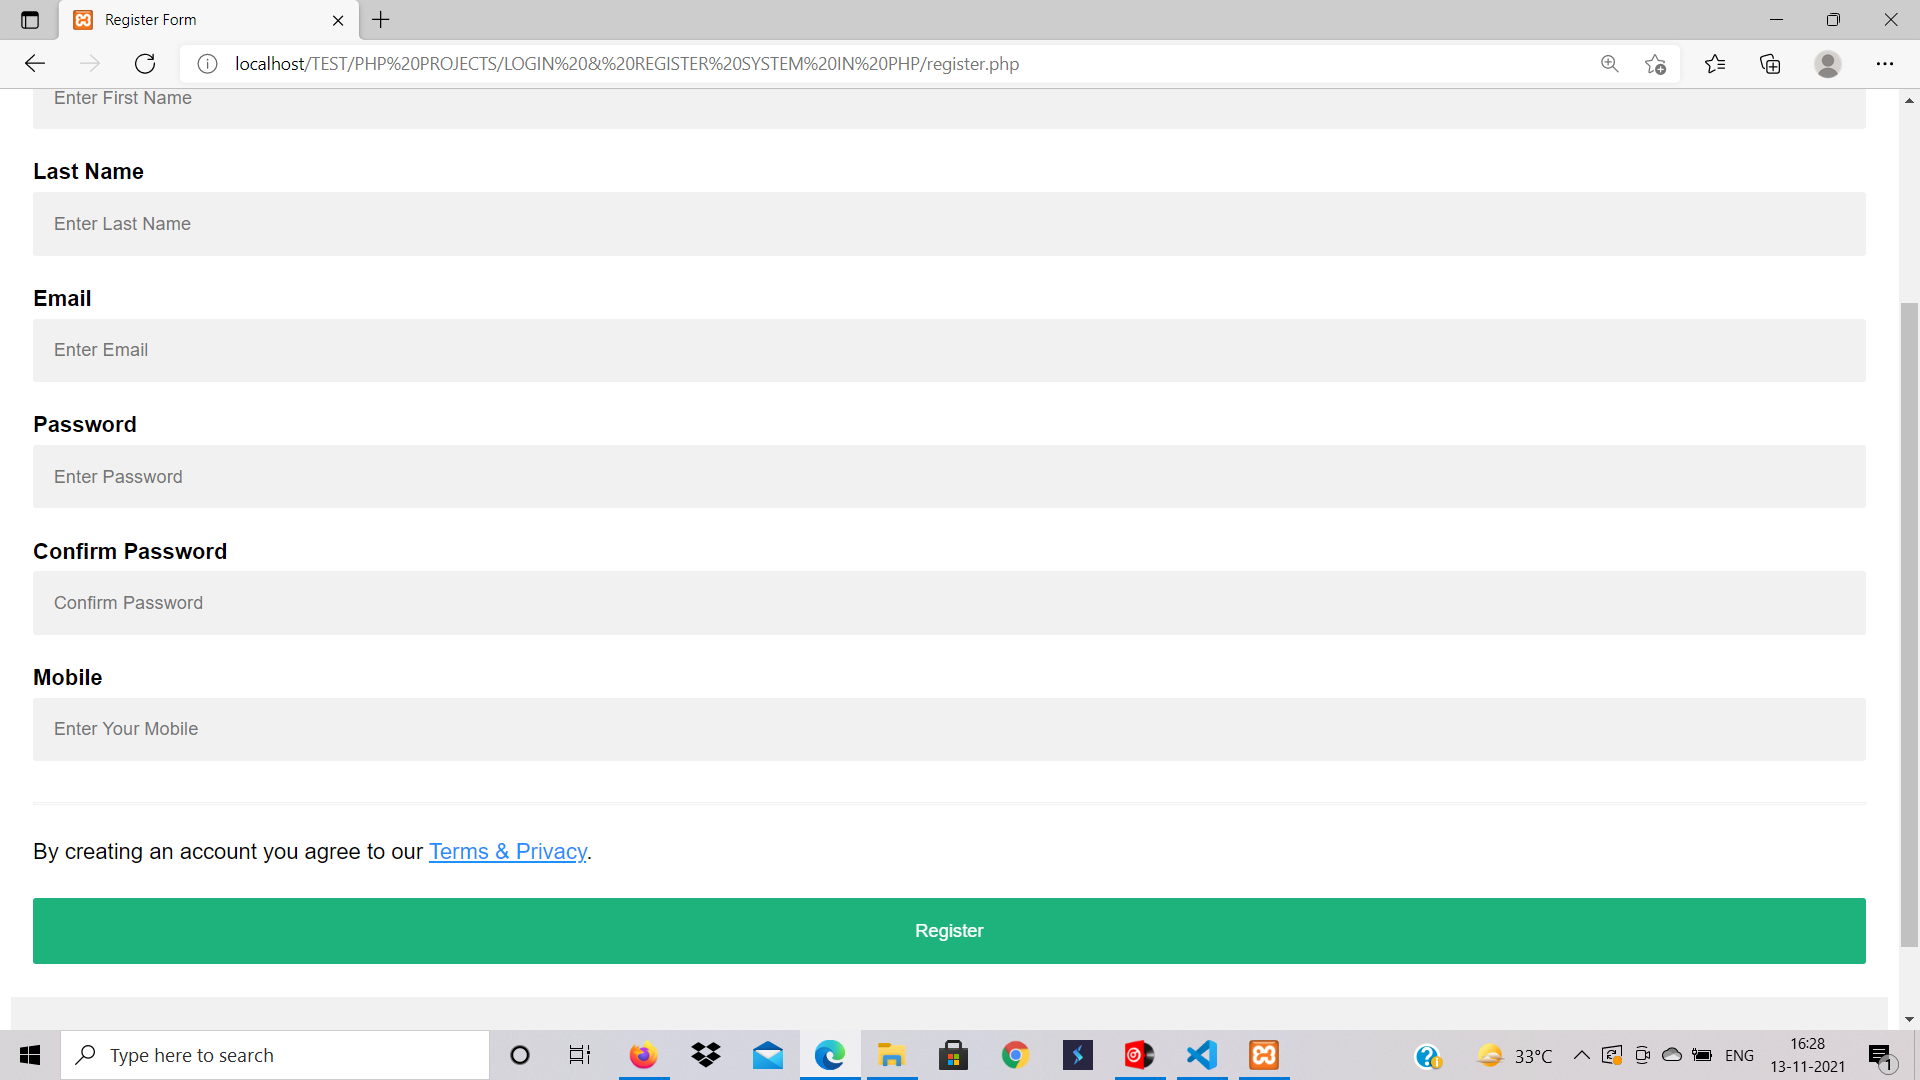 Register Form
localhost/TEST/PHP%20PROJECTS/LOGIN%20&%20REGISTER%20SYSTEM%20IN%20PHP/register.php
Enter First Name
Last Name
Enter Last Name
Email
Enter Email
Password
Enter Password
Confirm Password
Confirm Password
Mobile
Enter Your Mobile
By creating an account you agree to our Terms & Privacy.
Register
Type here to search
33°C
ENG
16:28
13-11-2021
1